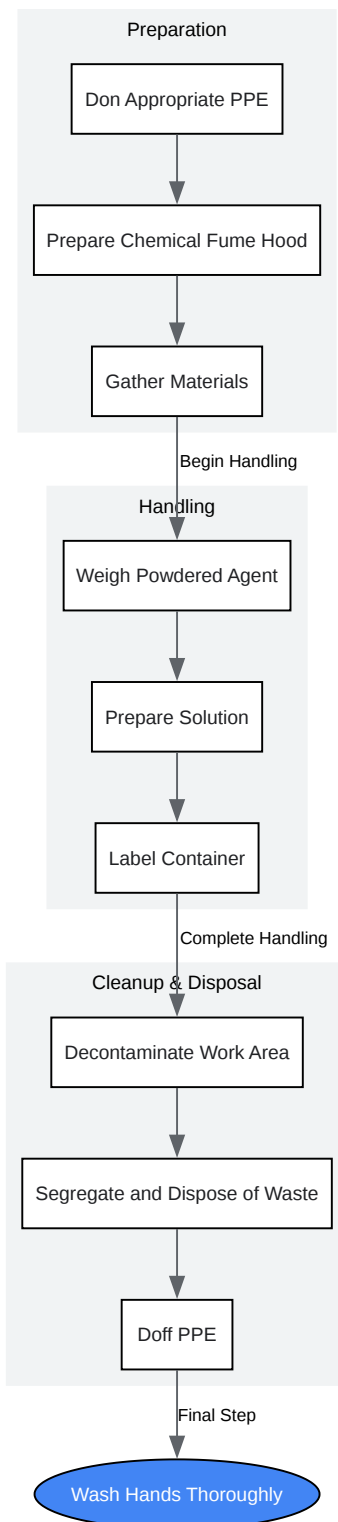 Preparation
Don Appropriate PPE
Prepare Chemical Fume Hood
Gather Materials
Begin Handling
Handling
Weigh Powdered Agent
Prepare Solution
Label Container
Complete Handling
Cleanup & Disposal
Decontaminate Work Area
Segregate and Dispose of Waste
Doff PPE
Final Step
Wash Hands Thoroughly